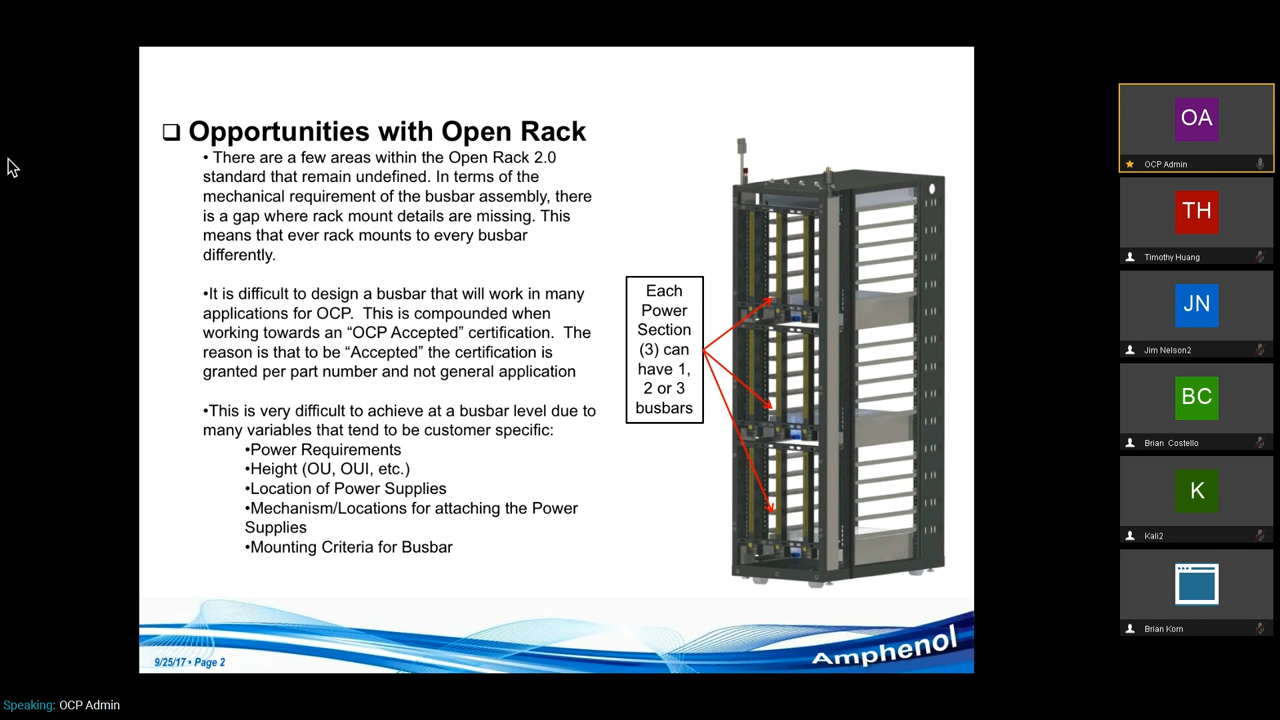 ❑ Opportunities with Open Rack
• There are a few areas within the Open Rack 2.0
standard that remain undefined. In terms of the
mechanical requirement of the busbar assembly, there
is a gap where rack mount details are missing. This
means that ever rack mounts to every busbar
differently.
•It is difficult to design a busbar that will work in many
applications for OCP. This is compounded when
working towards an “OCP Accepted” certification. The
reason is that to be “Accepted” the certification is
granted per part number and not general application
•This is very difficult to achieve at a busbar level due to
many variables that tend to be customer specific:
•Power Requirements
•Height (OU, OUI, etc.)
•Location of Power Supplies
•Mechanism/Locations for attaching the Power
Supplies
•Mounting Criteria for Busbar
Each
Power
Section
(3) can
have 1,
2 or 3
busbars
9/25/17 • Page 2
Amphenol
OA
OCP Admin
TH
Timothy Huang
JN
Jim Nelson2
BC
Brian Costello
K
Kali2
Brian Korn
Speaking: OCP Admin